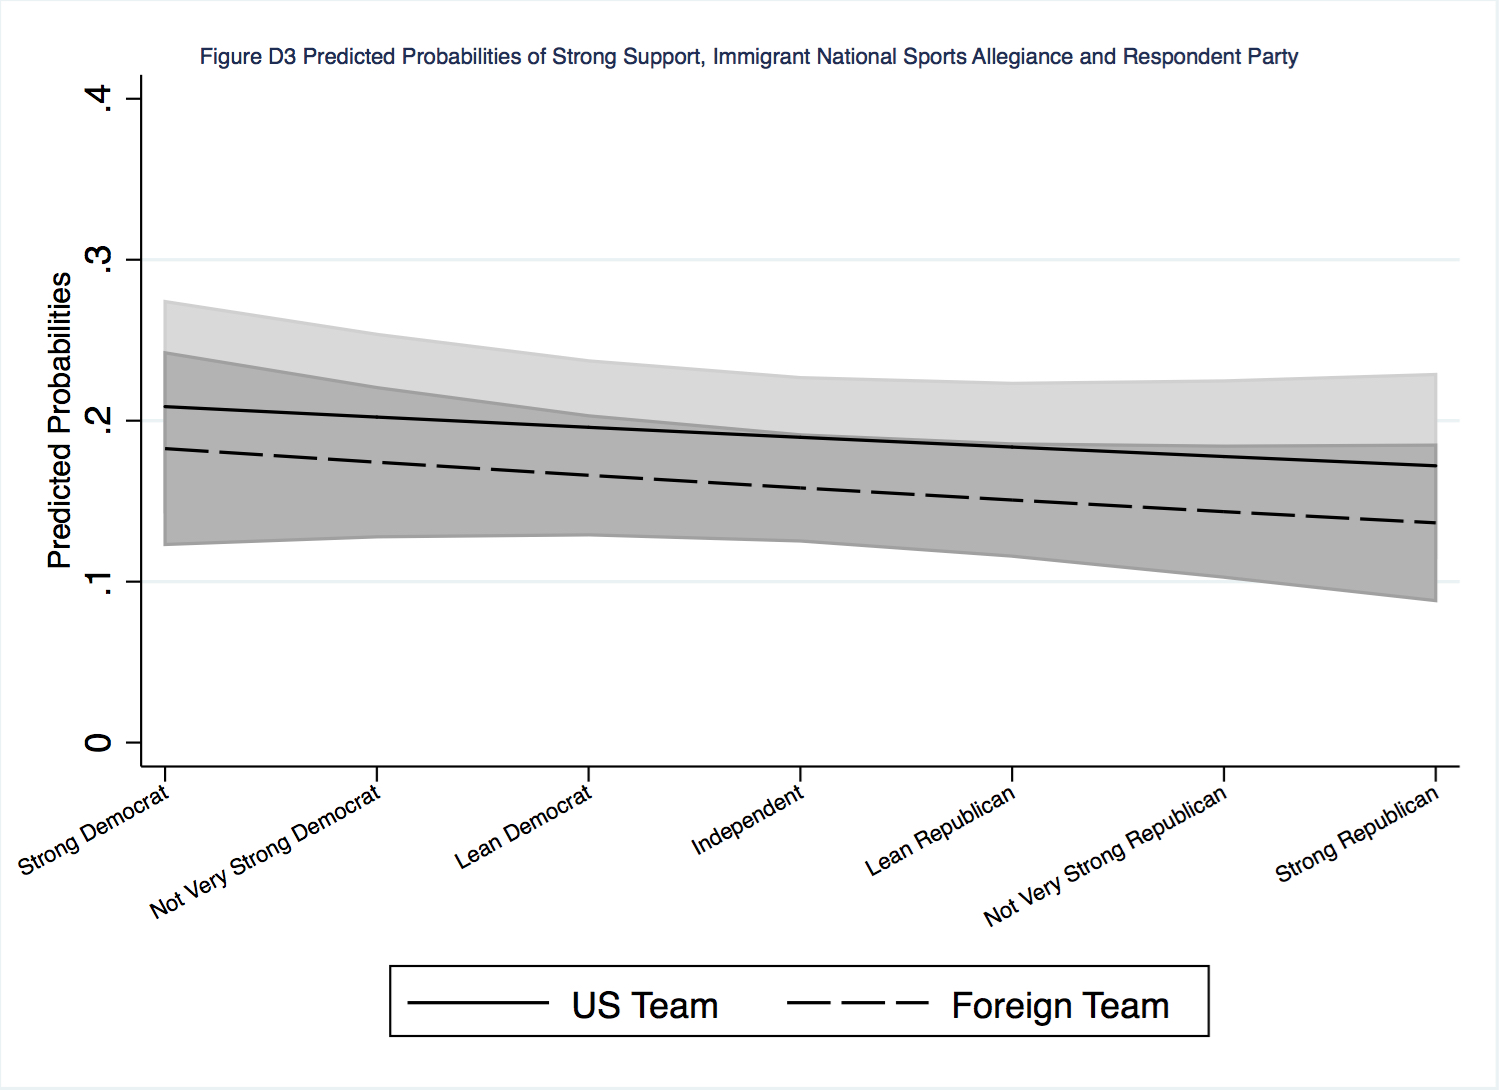 Figure D3 Predicted Probabilities of Strong Support, Immigrant National Sports Allegiance and Respondent Party
Predicted Probabilities
.4
.3
.2
.1
0
Strong Democrat
Not Very Strong Democrat
Lean Democrat
Independent
Lean Republican
Not Very Strong Republican
Strong Republican
US Team
Foreign Team